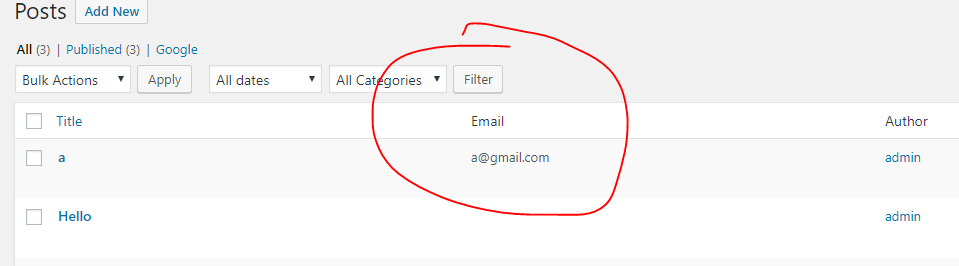 Posts Add New
All (3) | Published (3) | Google
Bulk Actions Apply All dates All Categories Filter
Title Email Author
a a@gmail.com admin
Hello admin